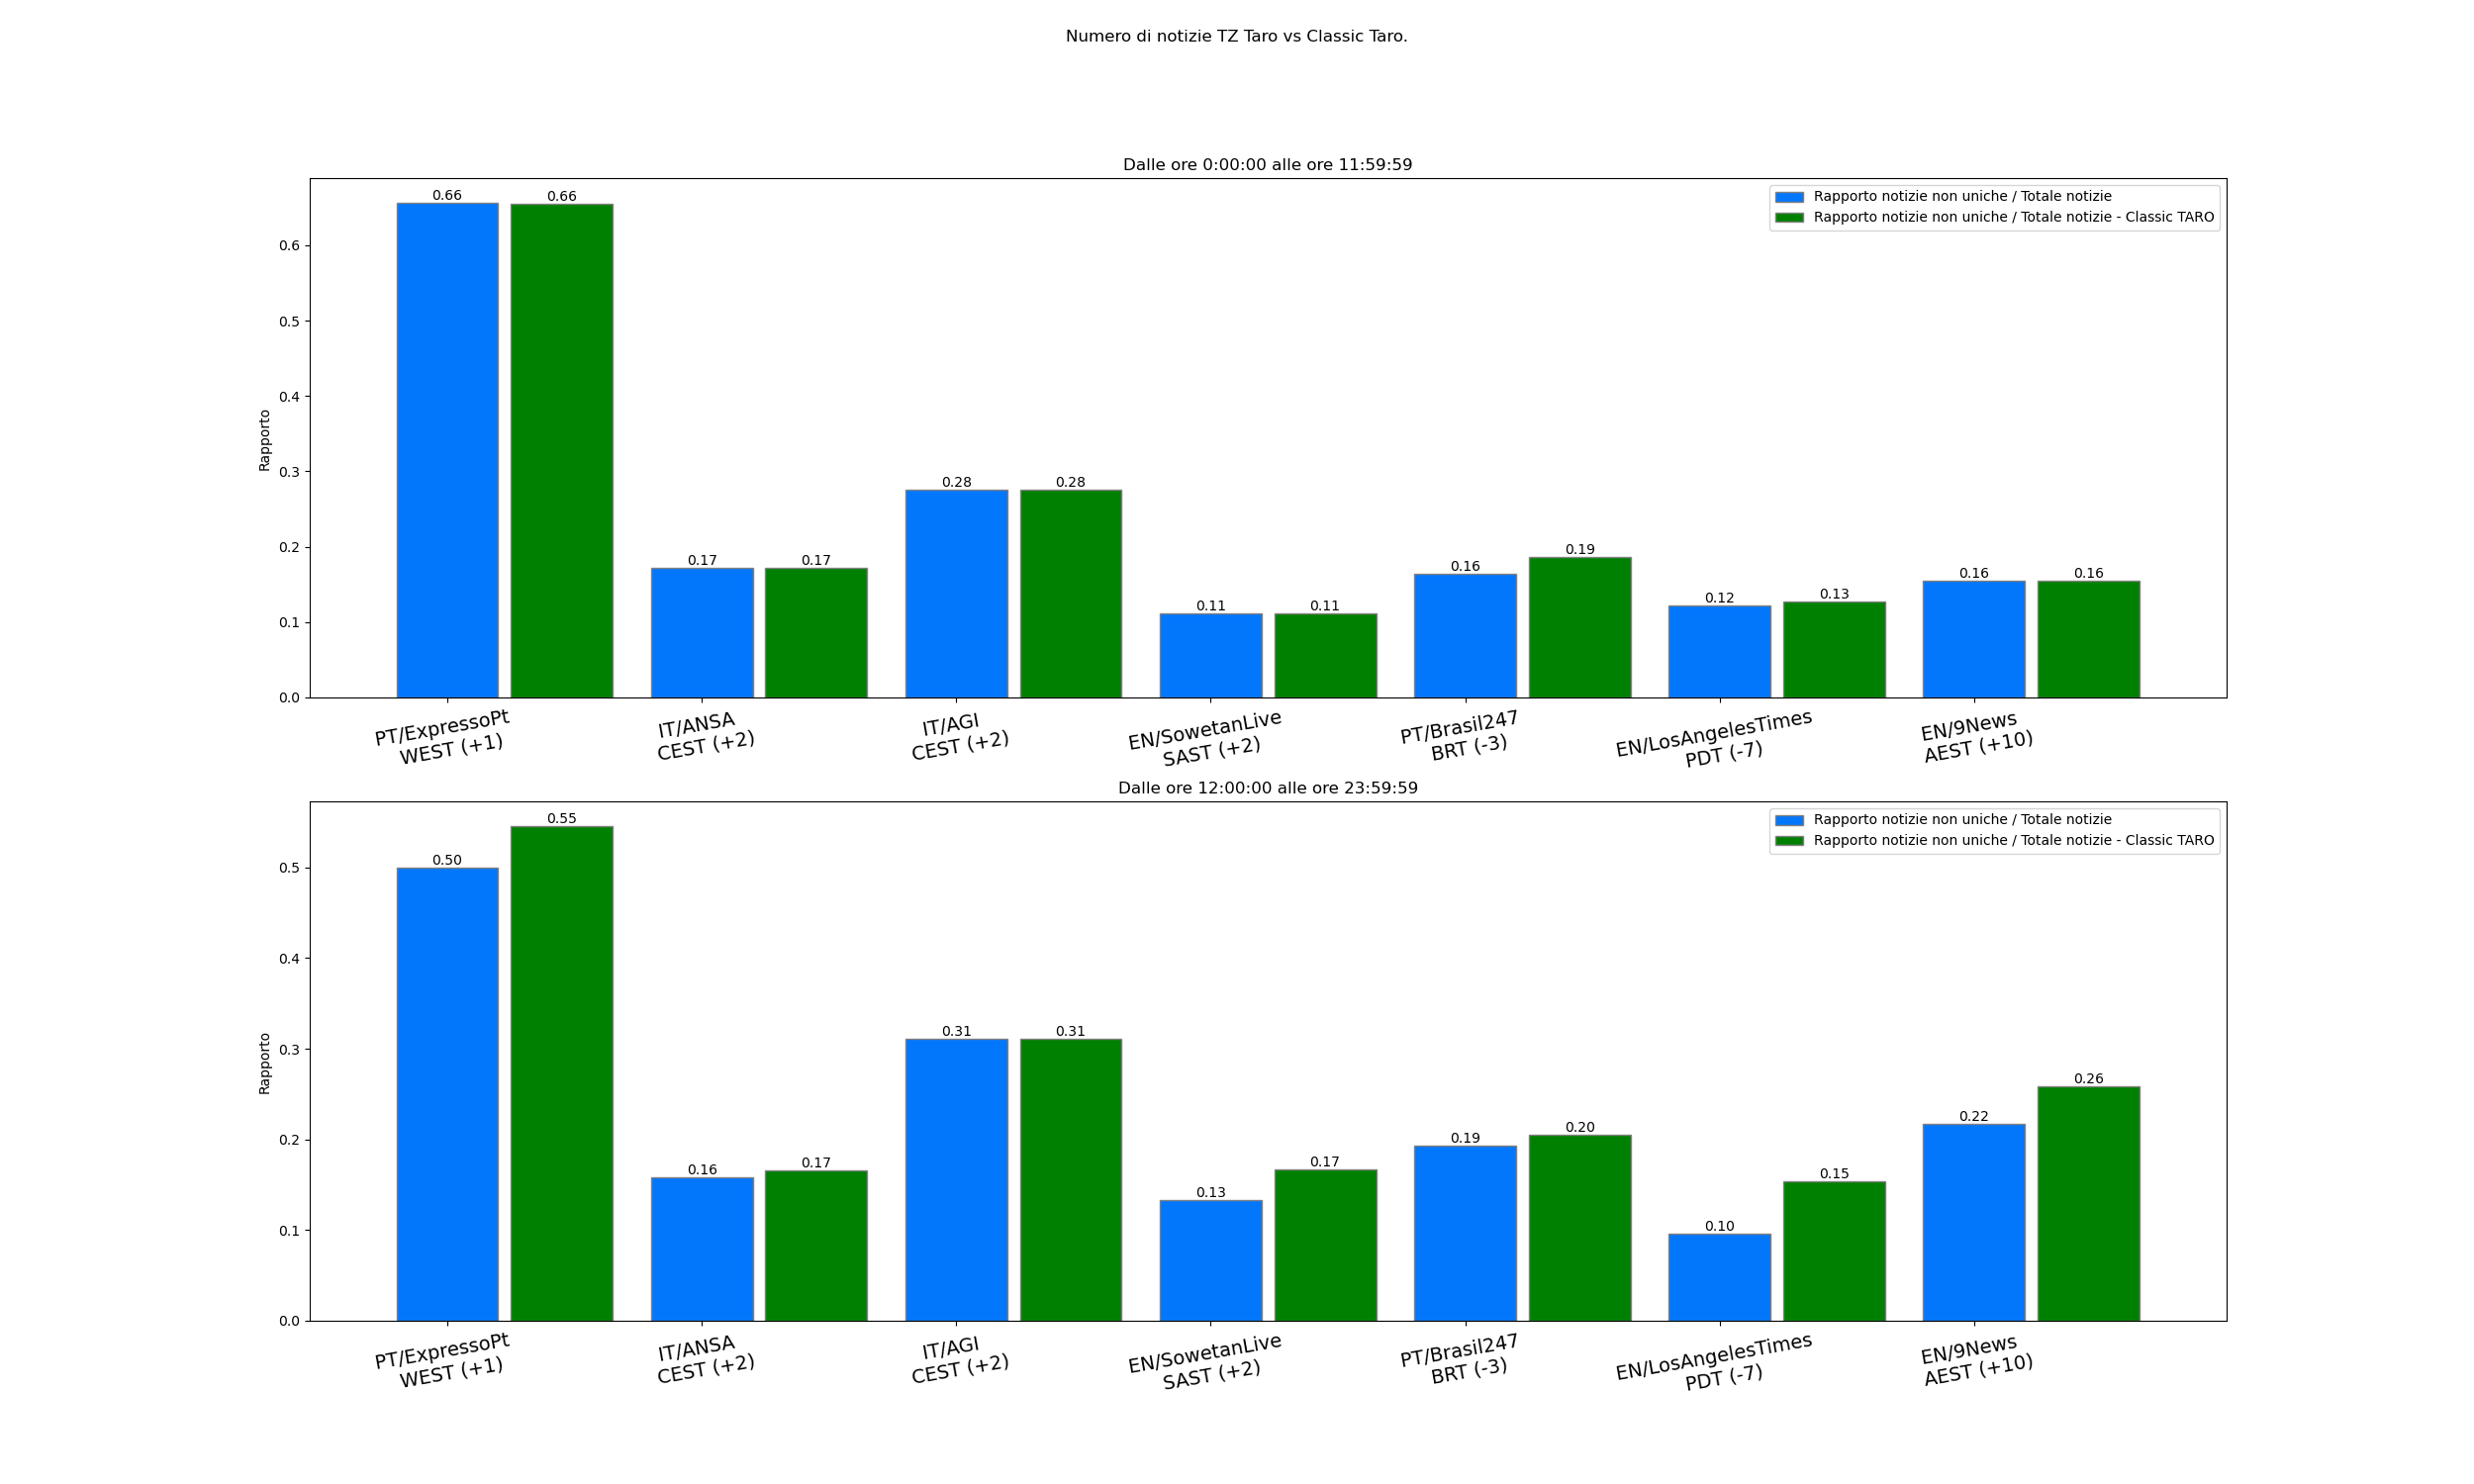 Numero di notizie TZ Taro vs Classic Taro.
Dalle ore 0:00:00 alle ore 11:59:59
Rapporto notizie non uniche / Totale notizie
Rapporto notizie non uniche / Totale notizie - Classic TARO
Rapporto
0.6
0.5
0.4
0.3
0.2
0.1
0.0
0.66
0.66
0.17
0.17
0.28
0.28
0.11
0.11
0.16
0.19
0.12
0.13
0.16
0.16
PT/ExpressoPt
WEST (+1)
IT/ANSA
CEST (+2)
IT/AGI
CEST (+2)
EN/SowetanLive
SAST (+2)
PT/Brasil247
BRT (-3)
EN/LosAngelesTimes
PDT (-7)
EN/9News
AEST (+10)
Dalle ore 12:00:00 alle ore 23:59:59
Rapporto notizie non uniche / Totale notizie
Rapporto notizie non uniche / Totale notizie - Classic TARO
Rapporto
0.5
0.4
0.3
0.2
0.1
0.0
0.50
0.55
0.16
0.17
0.31
0.31
0.13
0.17
0.19
0.20
0.10
0.15
0.22
0.26
PT/ExpressoPt
WEST (+1)
IT/ANSA
CEST (+2)
IT/AGI
CEST (+2)
EN/SowetanLive
SAST (+2)
PT/Brasil247
BRT (-3)
EN/LosAngelesTimes
PDT (-7)
EN/9News
AEST (+10)